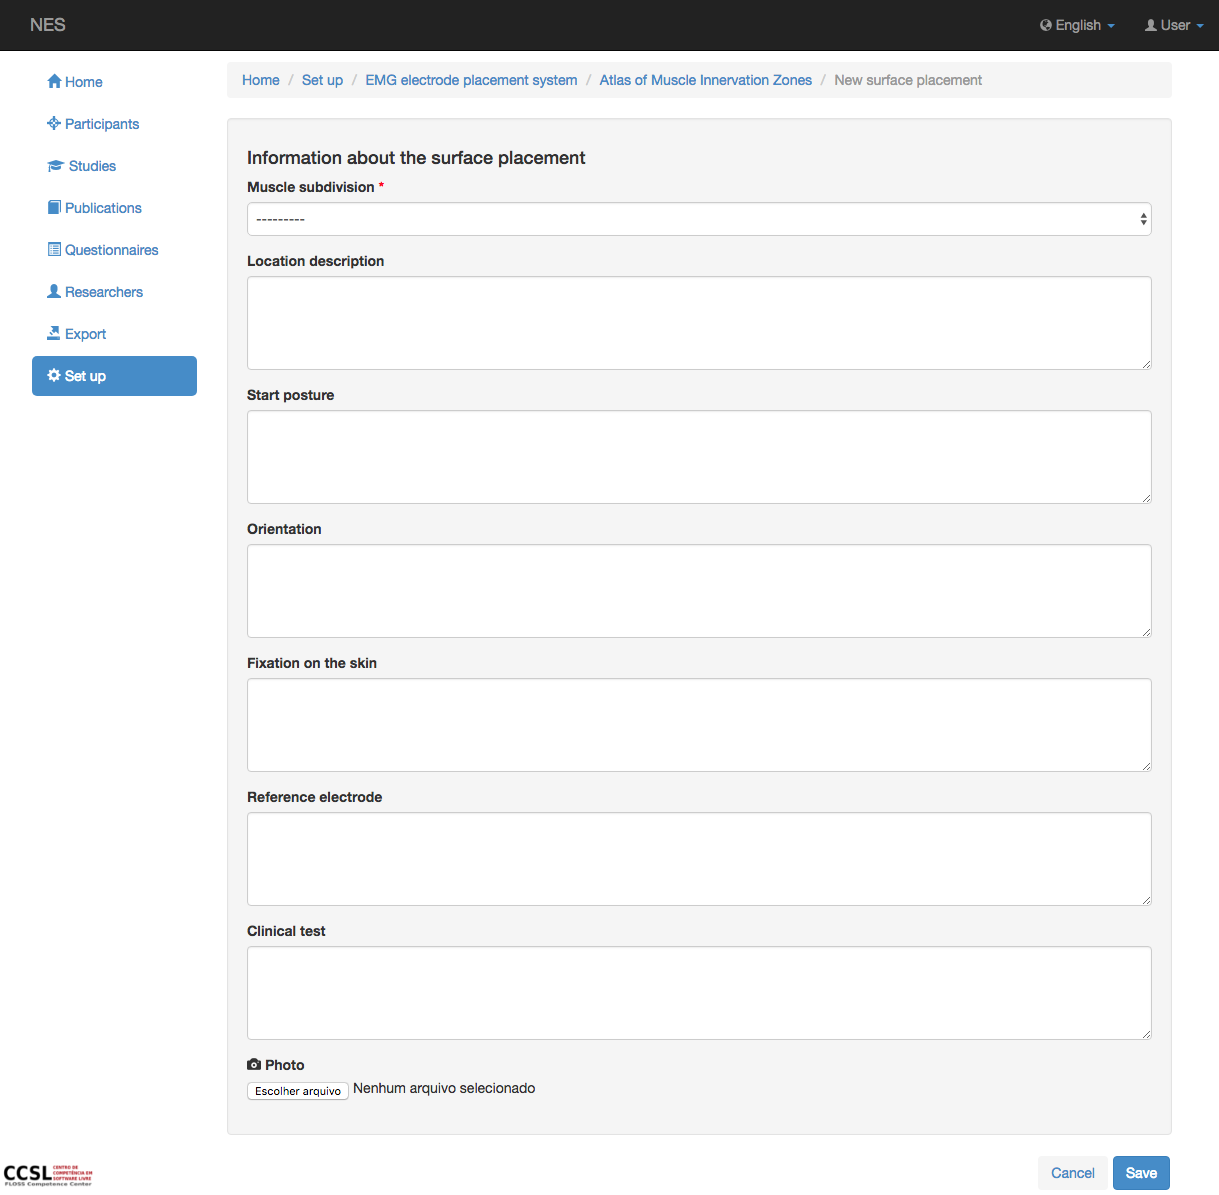 NES
English
User
Home
Participants
Studies
Publications
Questionnaires
Researchers
Export
Set up
Home / Set up / EMG electrode placement system / Atlas of Muscle Innervation Zones / New surface placement
Information about the surface placement
Muscle subdivision *
---------
Location description
Start posture
Orientation
Fixation on the skin
Reference electrode
Clinical test
Photo
Escolher arquivo Nenhum arquivo selecionado
Cancel
Save
CCSL
CENTRO DE
COMPETÊNCIA EM
SOFTWARE LIVRE
FLOSS Competence Center